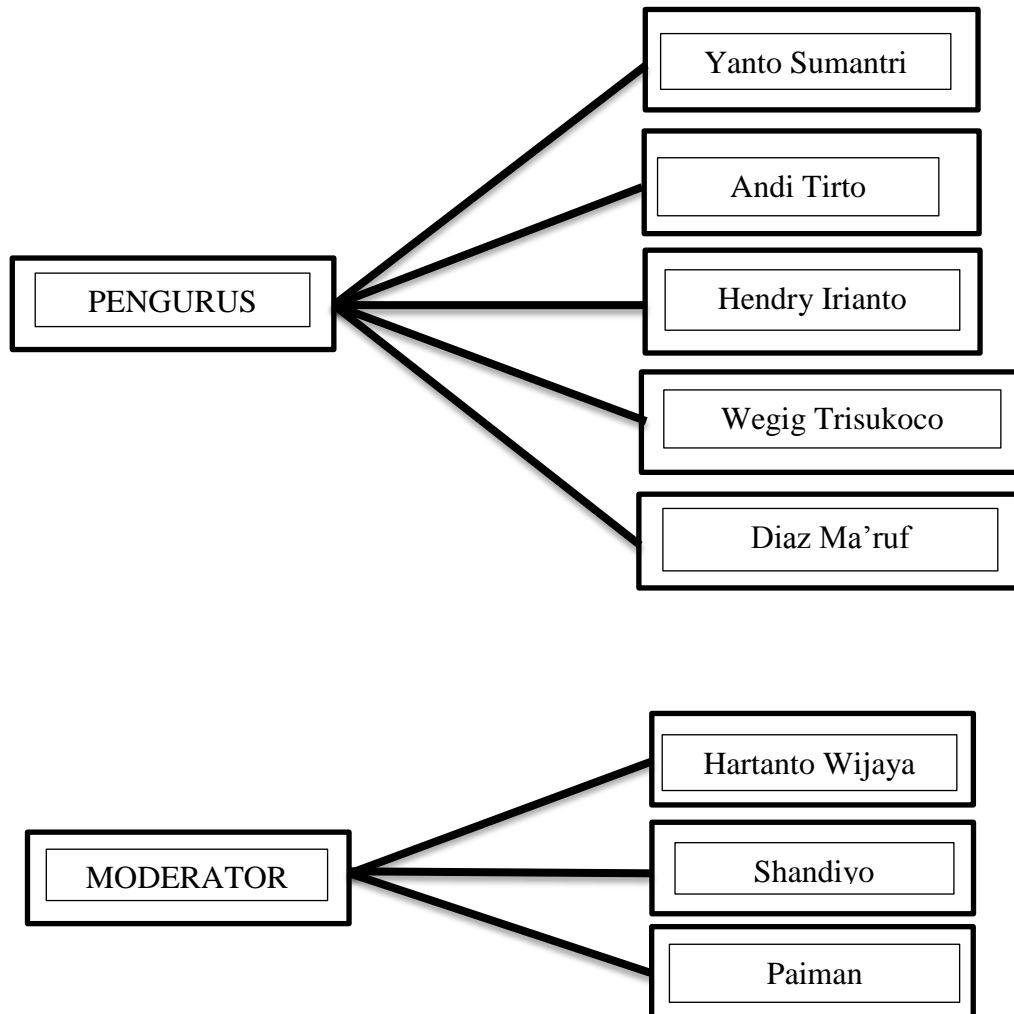 Yanto Sumantri
Andi Tirto
PENGURUS
Hendry Irianto
Wegig Trisukoco
Diaz Ma’ruf
Hartanto Wijaya
MODERATOR
Shandiyo
Paiman